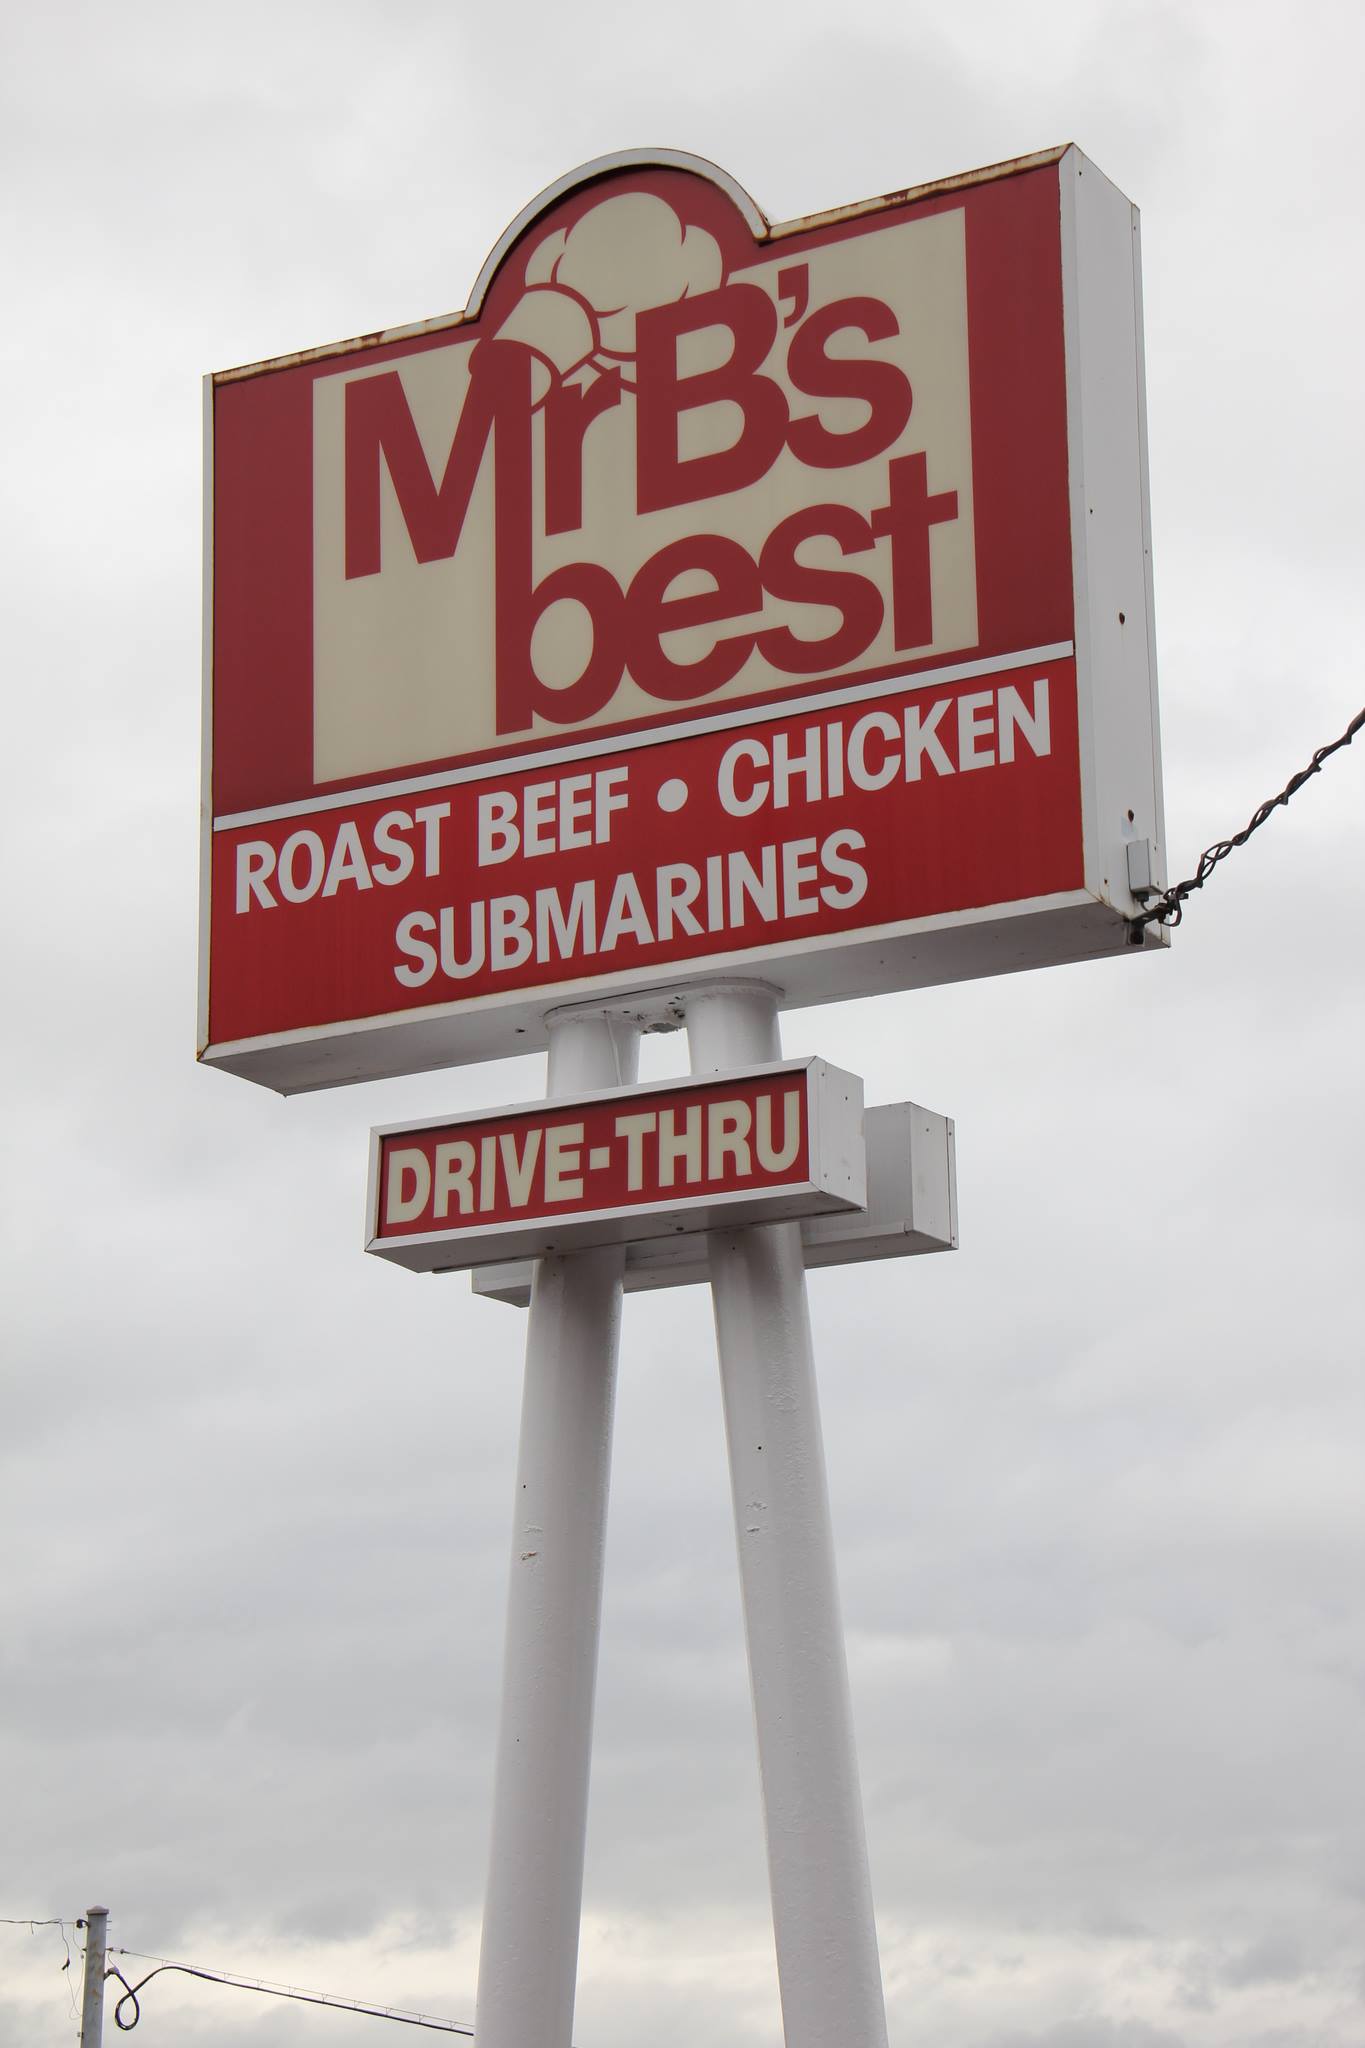 MrB's
best
ROAST BEEF • CHICKEN
SUBMARINES
DRIVE-THRU